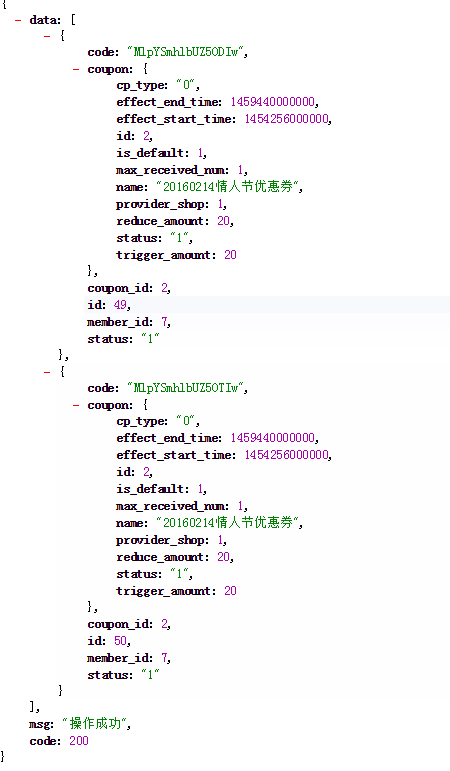 {
- data: [
- {
code: "MlpYSmhlbUZ5ODIw",
- coupon: {
cp_type: "0",
effect_end_time: 1459440000000,
effect_start_time: 1454256000000,
id: 2,
is_default: 1,
max_received_num: 1,
name: "20160214情人节优惠券",
provider_shop: 1,
reduce_amount: 20,
status: "1",
trigger_amount: 20
},
coupon_id: 2,
id: 49,
member_id: 7,
status: "1"
},
- {
code: "MlpYSmhlbUZ5OTIw",
- coupon: {
cp_type: "0",
effect_end_time: 1459440000000,
effect_start_time: 1454256000000,
id: 2,
is_default: 1,
max_received_num: 1,
name: "20160214情人节优惠券",
provider_shop: 1,
reduce_amount: 20,
status: "1",
trigger_amount: 20
},
coupon_id: 2,
id: 50,
member_id: 7,
status: "1"
}
],
msg: "操作成功",
code: 200
}